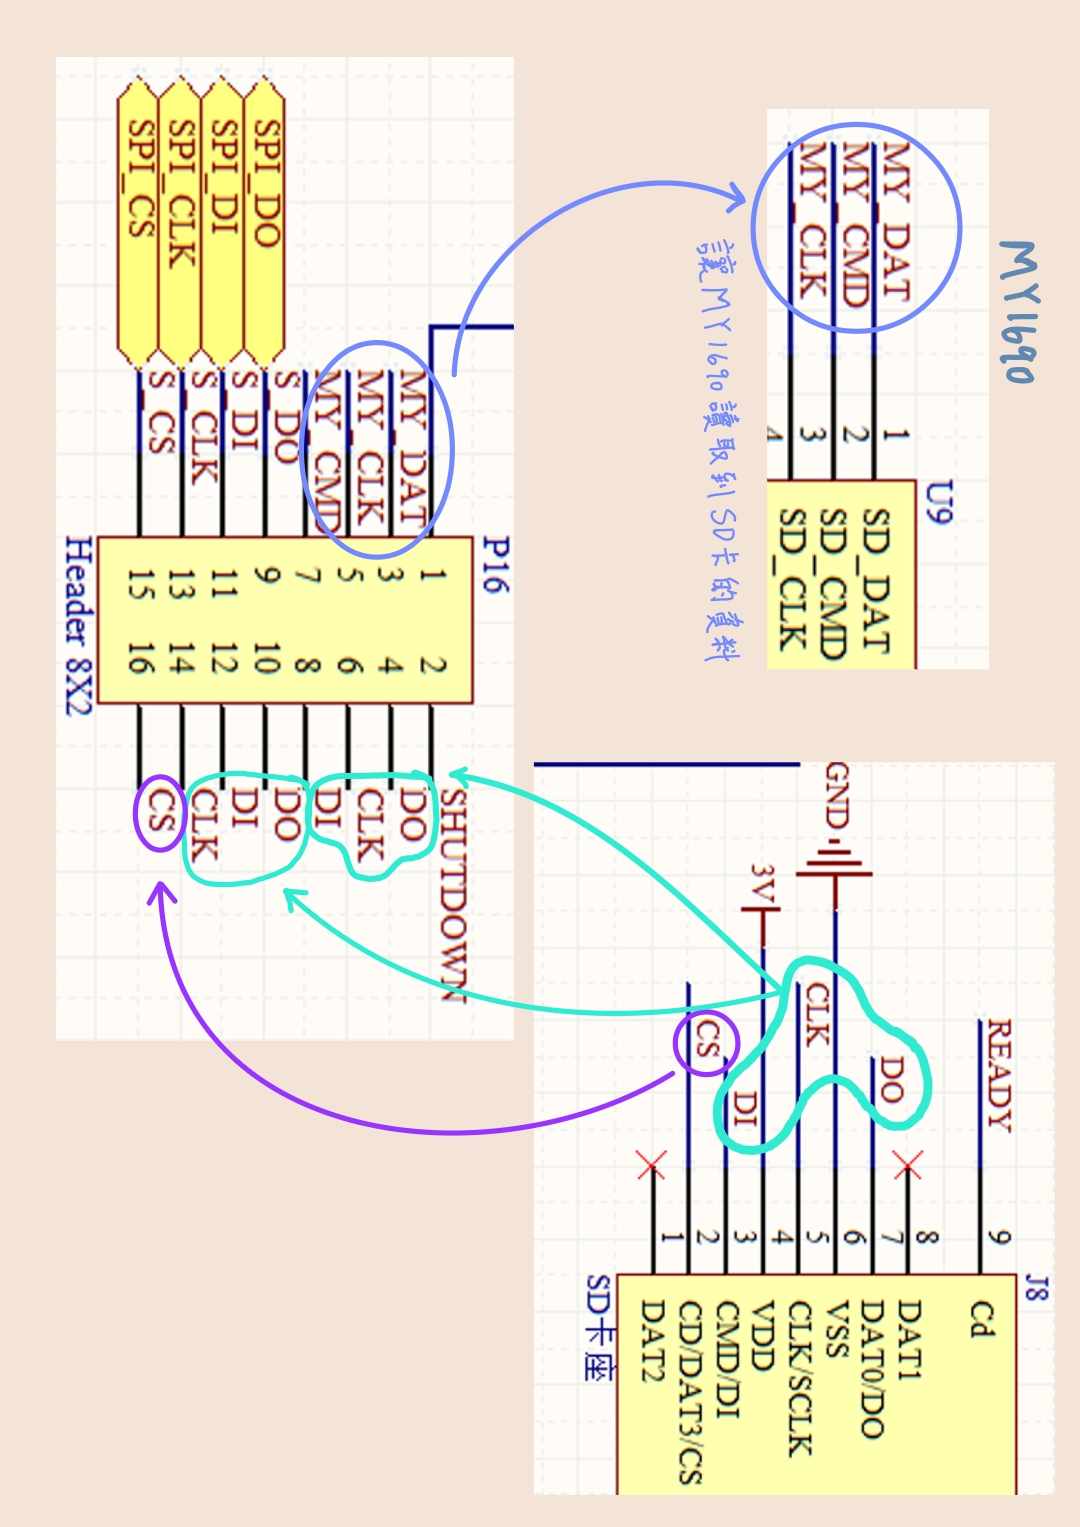 MY1690
U9
MY_DAT 1 SD_DAT
MY_CMD 2 SD_CMD
MY_CLK 3 SD_CLK
4
讓MY1690讀取到SD卡的資料
J8
READY 9 Cd
8 DAT1
DO 7 DAT0/DO
GND 6 VSS
CLK 5 CLK/SCLK
3V 4 VDD
DI 3 CMD/DI
CS 2 CD/DAT3/CS
1 DAT2
SD卡座
P16
1 2 SHUTDOWN
MY_DAT 3 4 DO
MY_CLK 5 6 CLK
MY_CMD 7 8 DI
SPI_DO S_DO 9 10 DO
SPI_DI S_DI 11 12 DI
SPI_CLK S_CLK 13 14 CLK
SPI_CS S_CS 15 16 CS
Header 8X2